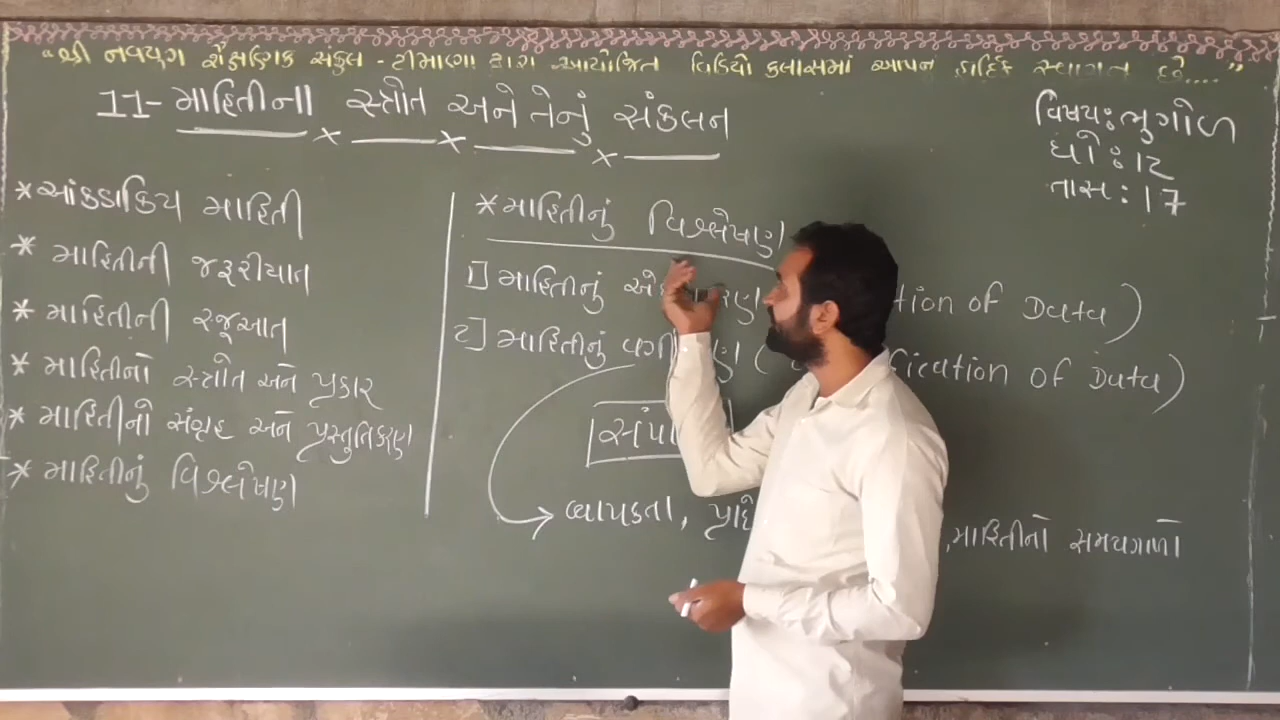 "શ્રી નવયુગ શૈક્ષણિક સંકુલ - ટીમાણા દ્વારા આયોજિત વિડિયો કલાસમાં આપનુ હાર્દિક સ્વાગત છે...."
11- માહિતીના સ્ત્રોત અને તેનું સંકલન
વિષય: ભુગોળ
ધો: 12
તાસ: 17
* આંકડાકિય માહિતી
* માહિતીની જરૂરીયાત
* માહિતીની રજૂઆત
* માહિતીનો સ્ત્રોત અને પ્રકાર
* માહિતીનો સંગ્રહ અને પ્રસ્તુતિકરણ
* માહિતીનું વિશ્લેષણ
* માહિતીનું વિશ્લેષણ
1] માહિતીનું tion of Data)
2] માહિતીનું fication of Data)
વ્યાપકતા, , માહિતીનો સમયગાળો